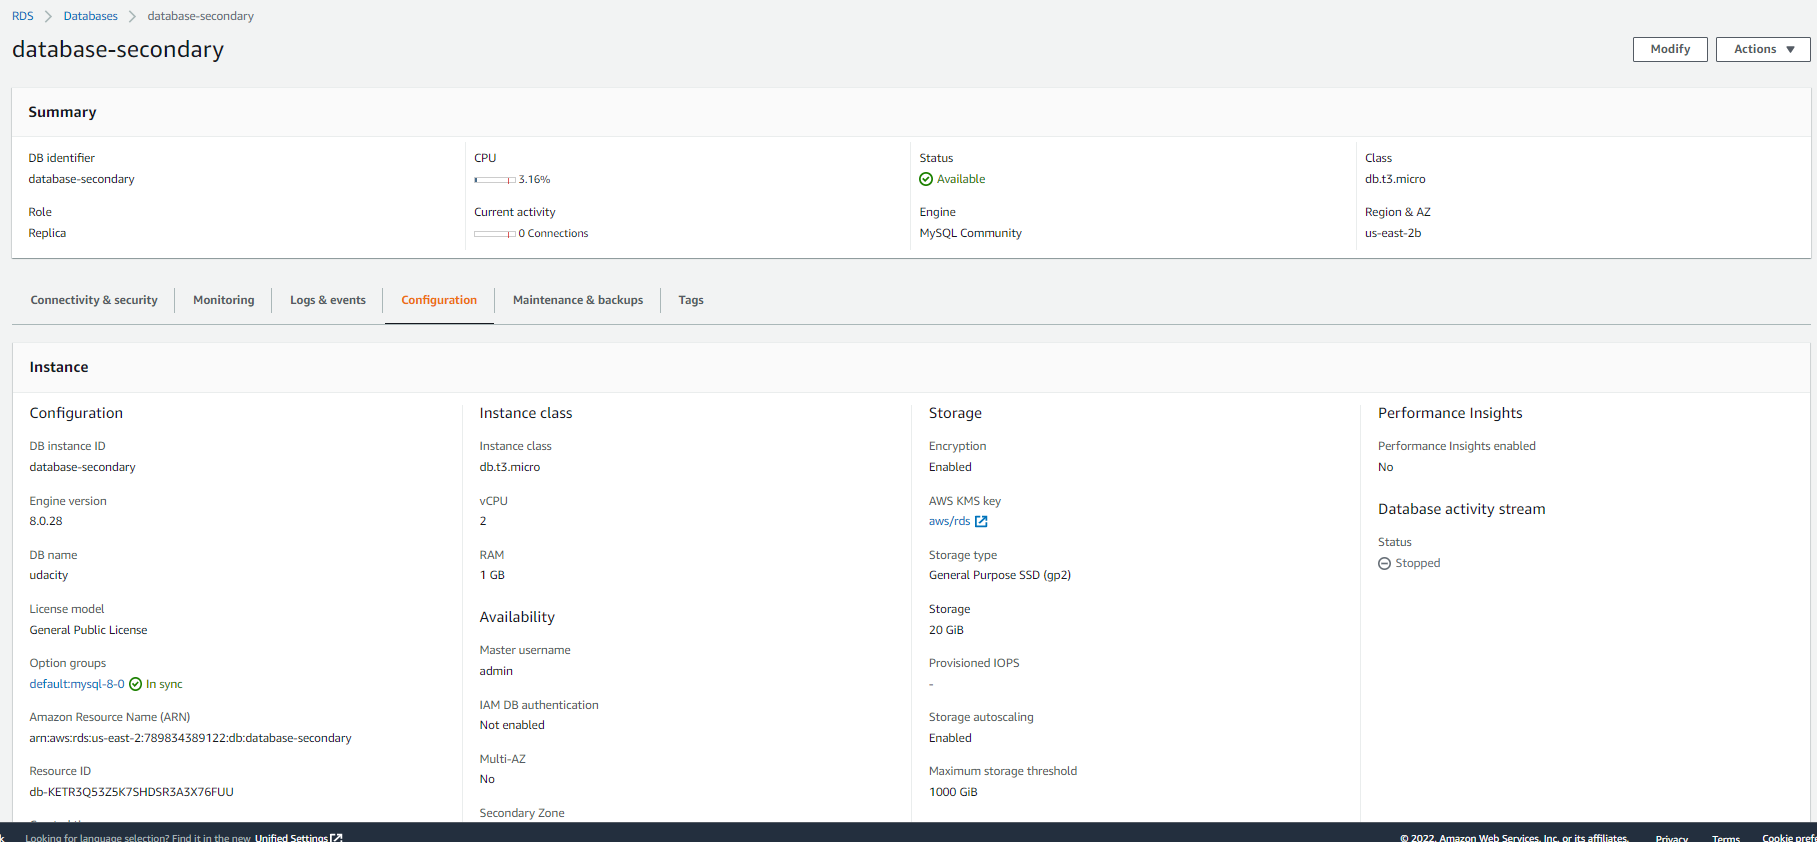 RDS > Databases > database-secondary
database-secondary
Modify
Actions
Summary
DB identifier
database-secondary
Role
Replica
CPU
3.16%
Current activity
0 Connections
Status
Available
Engine
MySQL Community
Class
db.t3.micro
Region & AZ
us-east-2b
Connectivity & security
Monitoring
Logs & events
Configuration
Maintenance & backups
Tags
Instance
Configuration
DB instance ID
database-secondary
Engine version
8.0.28
DB name
udacity
License model
General Public License
Option groups
default:mysql-8-0 In sync
Amazon Resource Name (ARN)
arn:aws:rds:us-east-2:789834389122:db:database-secondary
Resource ID
db-KETR3Q53Z5K7SHDSR3A3X76FUU
Instance class
Instance class
db.t3.micro
vCPU
2
RAM
1 GB
Availability
Master username
admin
IAM DB authentication
Not enabled
Multi-AZ
No
Secondary Zone
Storage
Encryption
Enabled
AWS KMS key
aws/rds
Storage type
General Purpose SSD (gp2)
Storage
20 GiB
Provisioned IOPS
-
Storage autoscaling
Enabled
Maximum storage threshold
1000 GiB
Performance Insights
Performance Insights enabled
No
Database activity stream
Status
Stopped
Looking for language selection? Find it in the new Unified Settings
© 2022, Amazon Web Services, Inc. or its affiliates.
Privacy
Terms
Cookie prefe